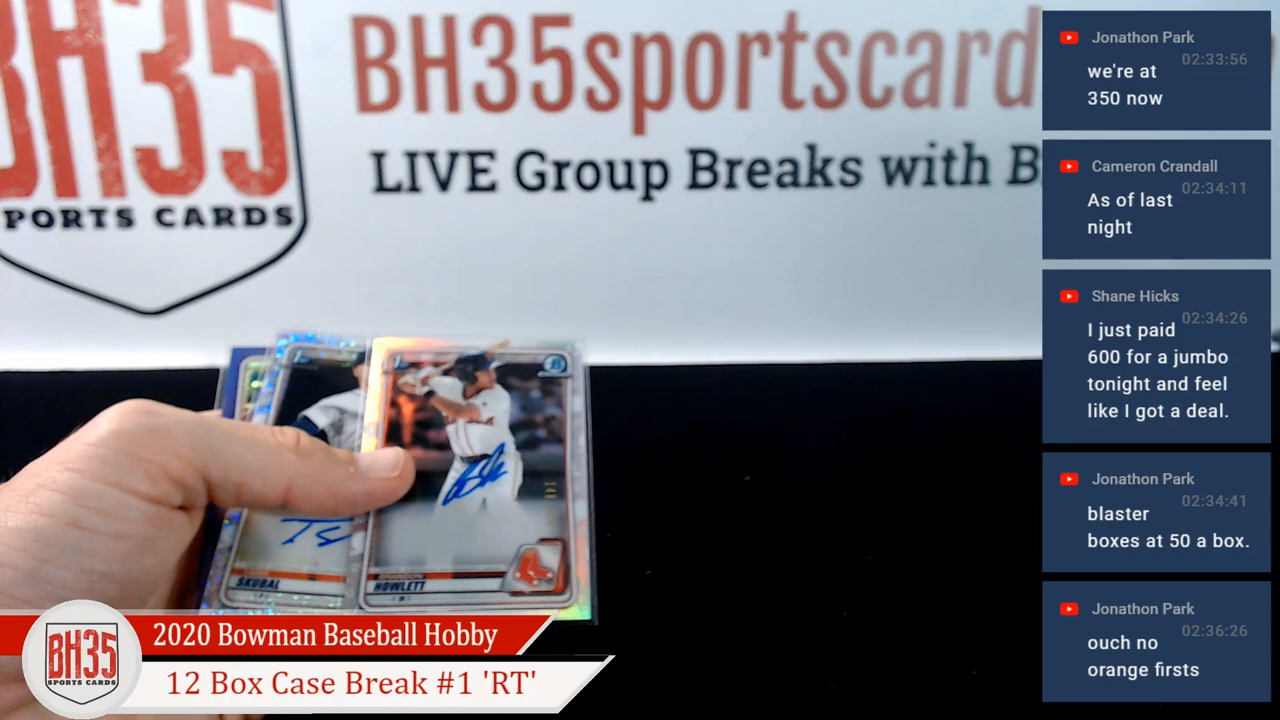 BH35
PORTS CARDS
BH35sportscard
LIVE Group Breaks with B
SKUBAL
BRANDON
HOWLETT
2020 Bowman Baseball Hobby
12 Box Case Break #1 'RT'
BH35
SPORTS CARDS
Jonathon Park
02:33:56
we're at
350 now
Cameron Crandall
02:34:11
As of last
night
Shane Hicks
02:34:26
I just paid
600 for a jumbo
tonight and feel
like I got a deal.
Jonathon Park
02:34:41
blaster
boxes at 50 a box.
Jonathon Park
02:36:26
ouch no
orange firsts